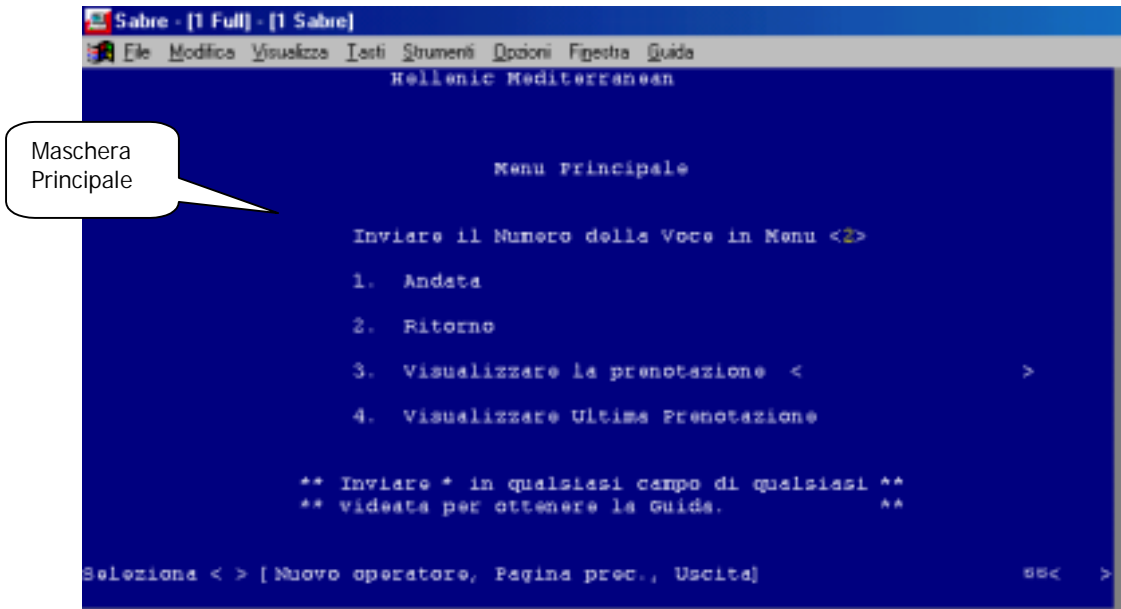 Sabre - [1 Full] - [1 Sabre]
File Modifica Visualizza Tasti Strumenti Opzioni Finestra Guida
Hellenic Mediterranean
Maschera
Principale
Menu Principale
Inviare il Numero della Voce in Menu <2>
1. Andata
2. Ritorno
3. Visualizzare la prenotazione < >
4. Visualizzare Ultima Prenotazione
** Inviare * in qualsiasi campo di qualsiasi **
** videata per ottenere la Guida. **
Seleziona < > [Nuovo operatore, Pagina prec., Uscita] < >